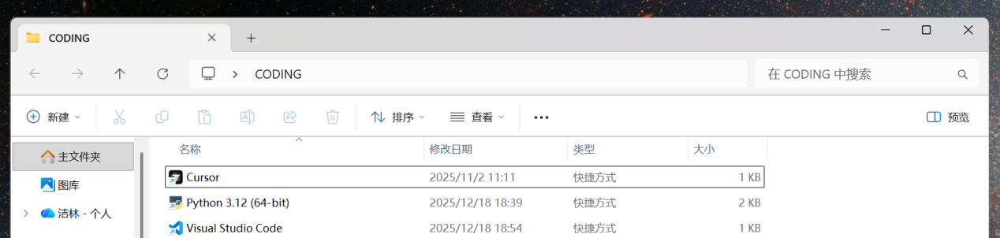 CODING
CODING
在 CODING 中搜索
新建
排序
查看
预览
名称 修改日期 类型 大小
主文件夹
Cursor 2025/11/2 11:11 快捷方式 1 KB
图库
Python 3.12 (64-bit) 2025/12/18 18:39 快捷方式 2 KB
洁林 - 个人
Visual Studio Code 2025/12/18 18:54 快捷方式 1 KB